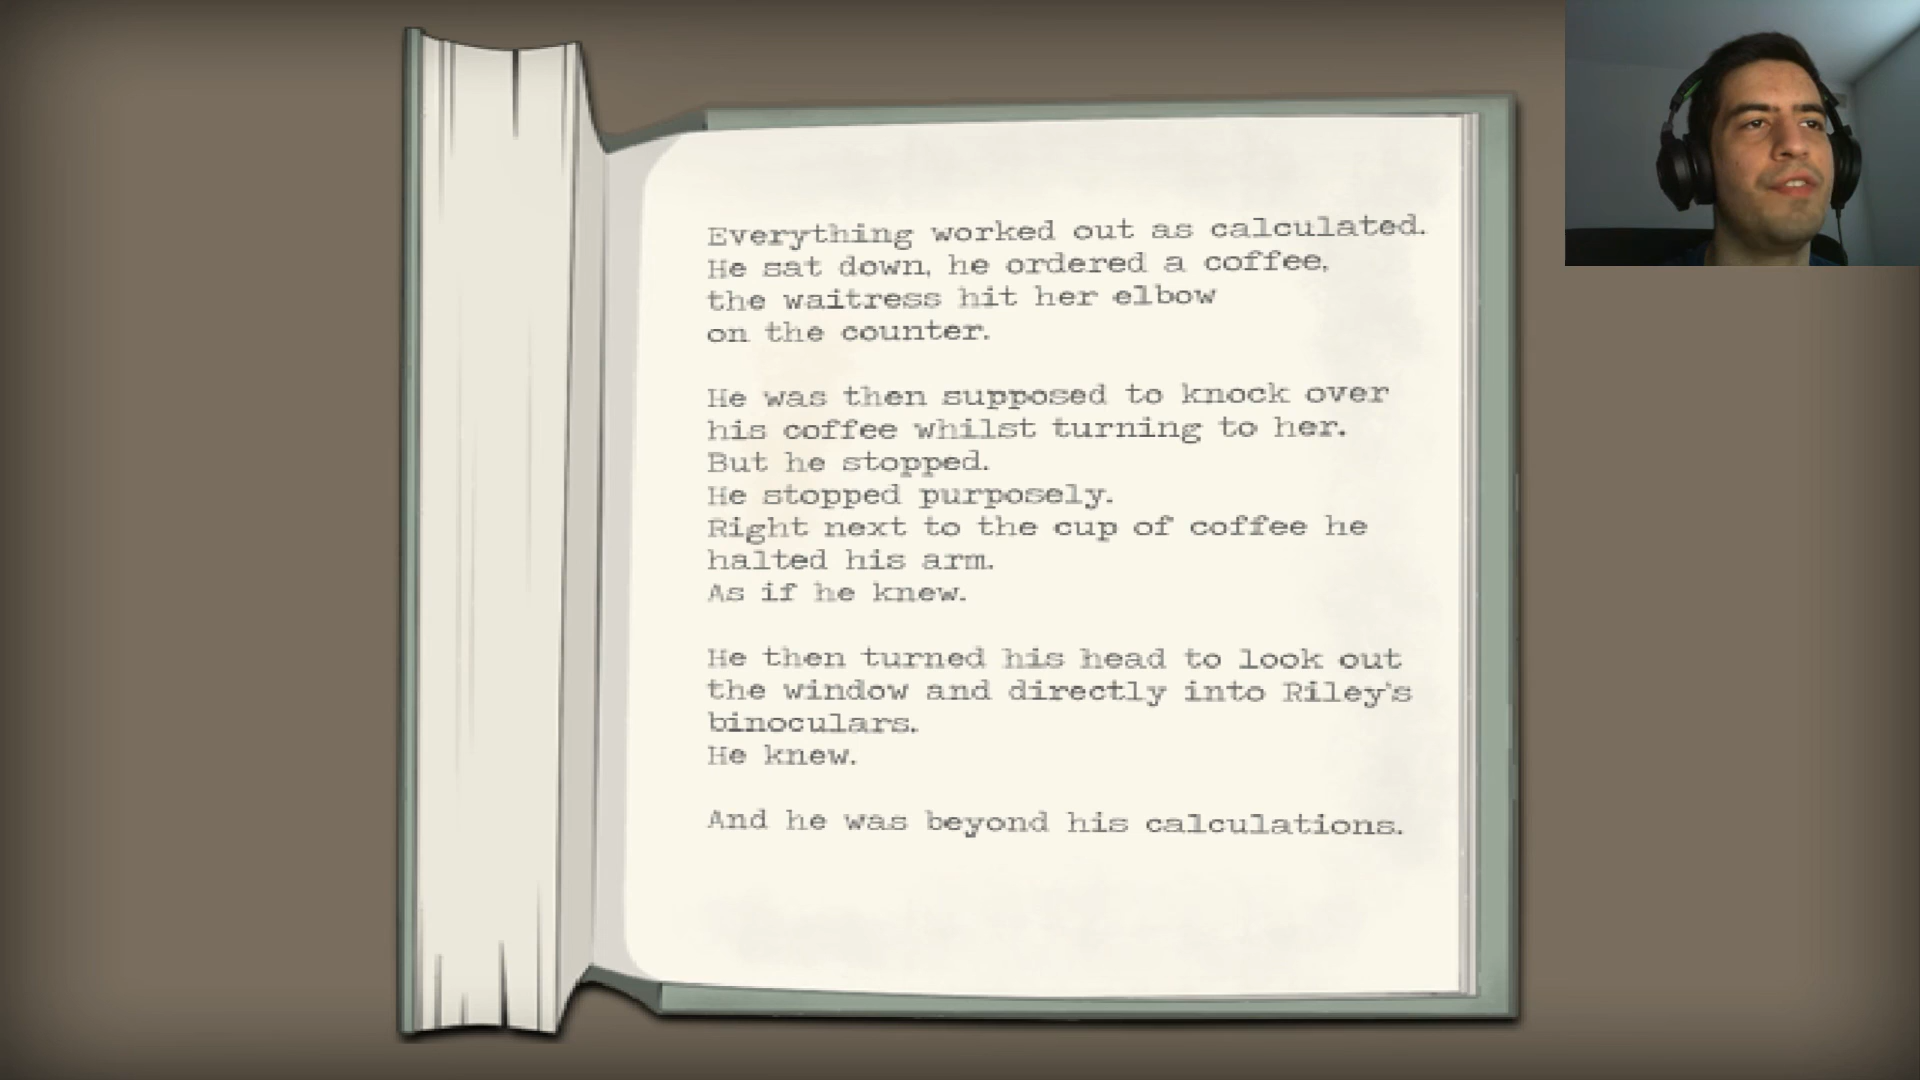 Everything worked out as calculated.
He sat down, he ordered a coffee,
the waitress hit her elbow
on the counter.
He was then supposed to knock over
his coffee whilst turning to her.
But he stopped.
He stopped purposely.
Right next to the cup of coffee he
halted his arm.
As if he knew.
He then turned his head to look out
the window and directly into Riley's
binoculars.
He knew.
And he was beyond his calculations.